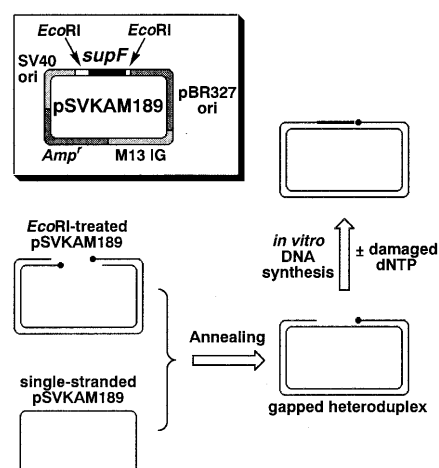 EcoRI EcoRI
supF
SV40
ori
pSVKAM189
pBR327
ori
Ampr M13 IG
EcoRI-treated
pSVKAM189
in vitro
DNA
synthesis
± damaged
dNTP
Annealing
single-stranded
pSVKAM189
gapped heteroduplex